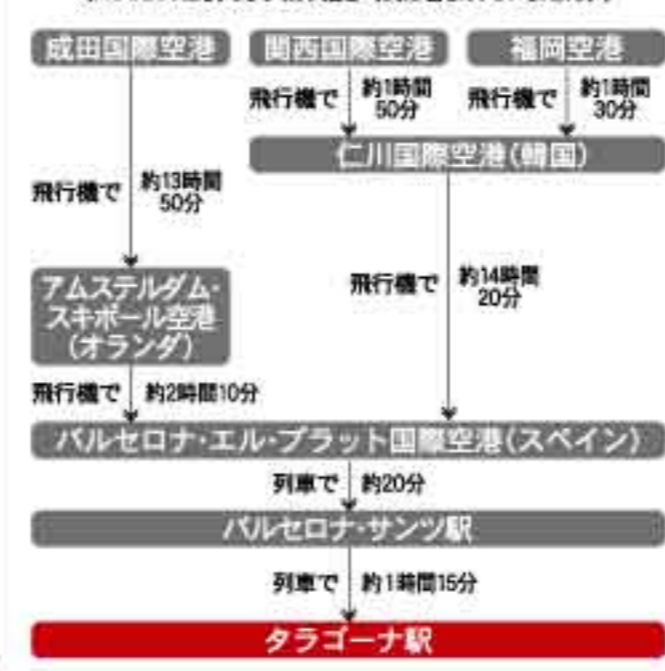 成田国際空港
関西国際空港
福岡空港
飛行機で
約1時間
50分
飛行機で
約1時間
30分
仁川国際空港(韓国)
飛行機で
約13時間
50分
アムステルダム・
スキポール空港
(オランダ)
飛行機で
約14時間
20分
飛行機で
約2時間10分
バルセロナ・エル・プラット国際空港(スペイン)
列車で
約20分
バルセロナ・サンツ駅
列車で
約1時間15分
タラゴーナ駅